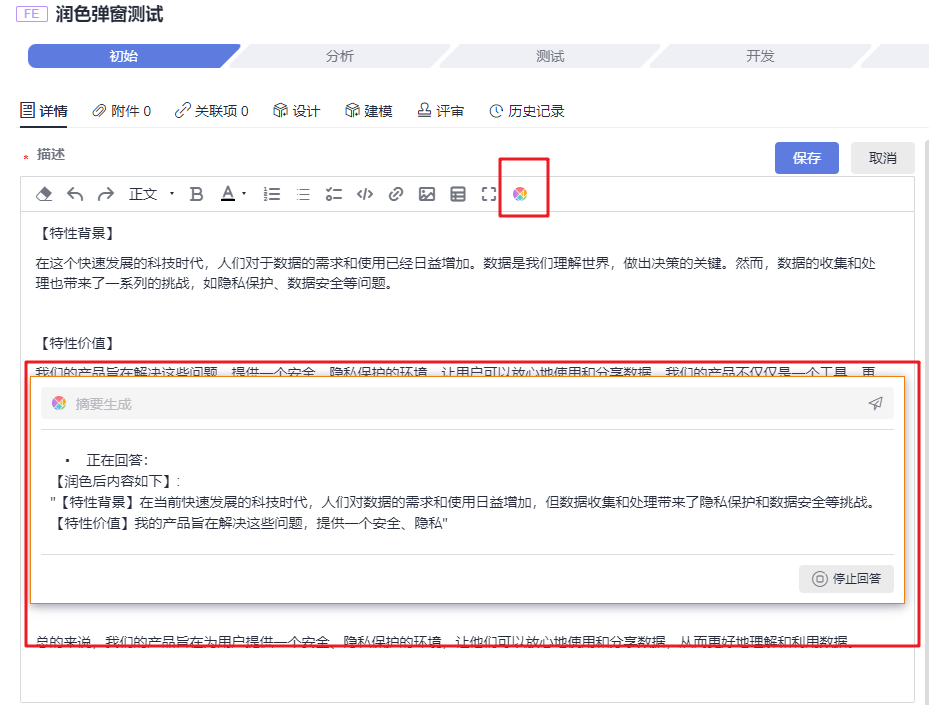 FE 润色弹窗测试
初始 分析 测试 开发
详情 附件 0 关联项 0 设计 建模 评审 历史记录
* 描述 保存 取消
正文 B A
【特性背景】
在这个快速发展的科技时代，人们对于数据的需求和使用已经日益增加。数据是我们理解世界，做出决策的关键。然而，数据的收集和处
理也带来了一系列的挑战，如隐私保护、数据安全等问题。
【特性价值】
我们的产品旨在解决这些问题，提供一个安全、隐私保护的环境，让用户可以放心地使用和分享数据。我们的产品不仅仅是一个工具，更
摘要生成
• 正在回答：
【润色后内容如下】：
"【特性背景】在当前快速发展的科技时代，人们对数据的需求和使用日益增加，但数据收集和处理带来了隐私保护和数据安全等挑战。
【特性价值】我的产品旨在解决这些问题，提供一个安全、隐私"
停止回答
总的来说，我们的产品旨在为用户提供一个安全、隐私保护的环境，让他们可以放心地使用和分享数据，从而更好地理解和利用数据。